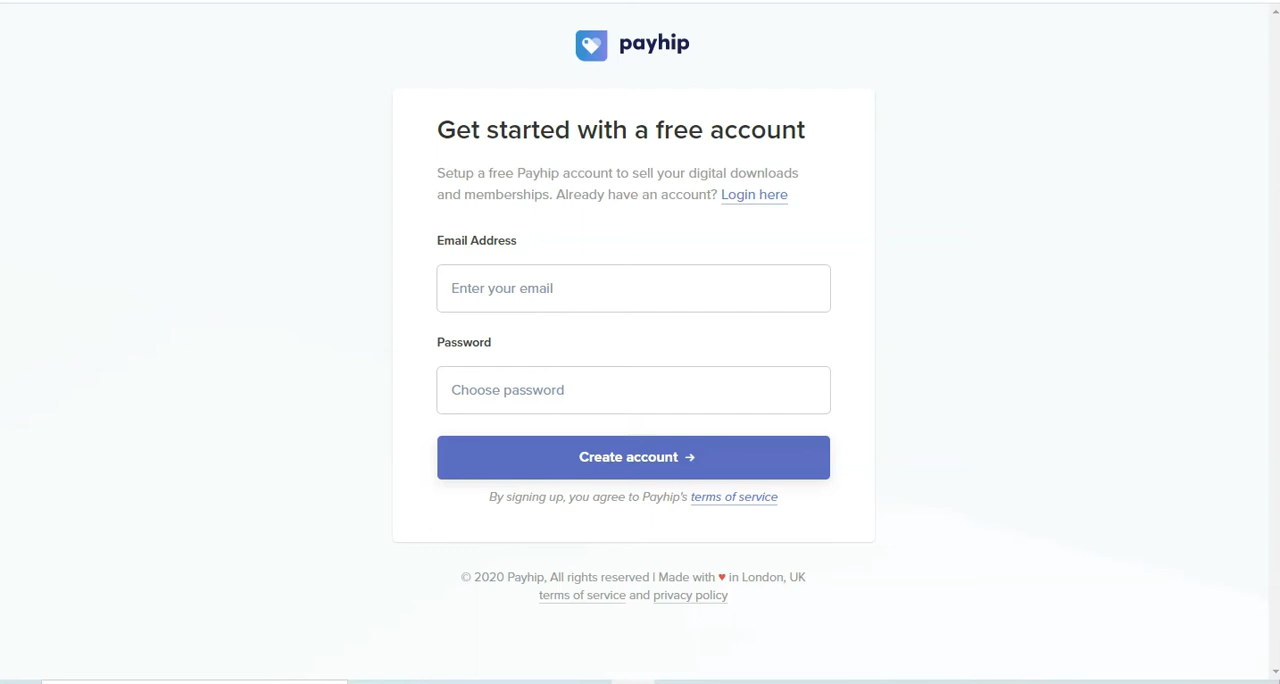 payhip
Get started with a free account
Setup a free Payhip account to sell your digital downloads
and memberships. Already have an account? Login here
Email Address
Enter your email
Password
Choose password
Create account →
By signing up, you agree to Payhip's terms of service
© 2020 Payhip, All rights reserved | Made with ♥ in London, UK
terms of service and privacy policy